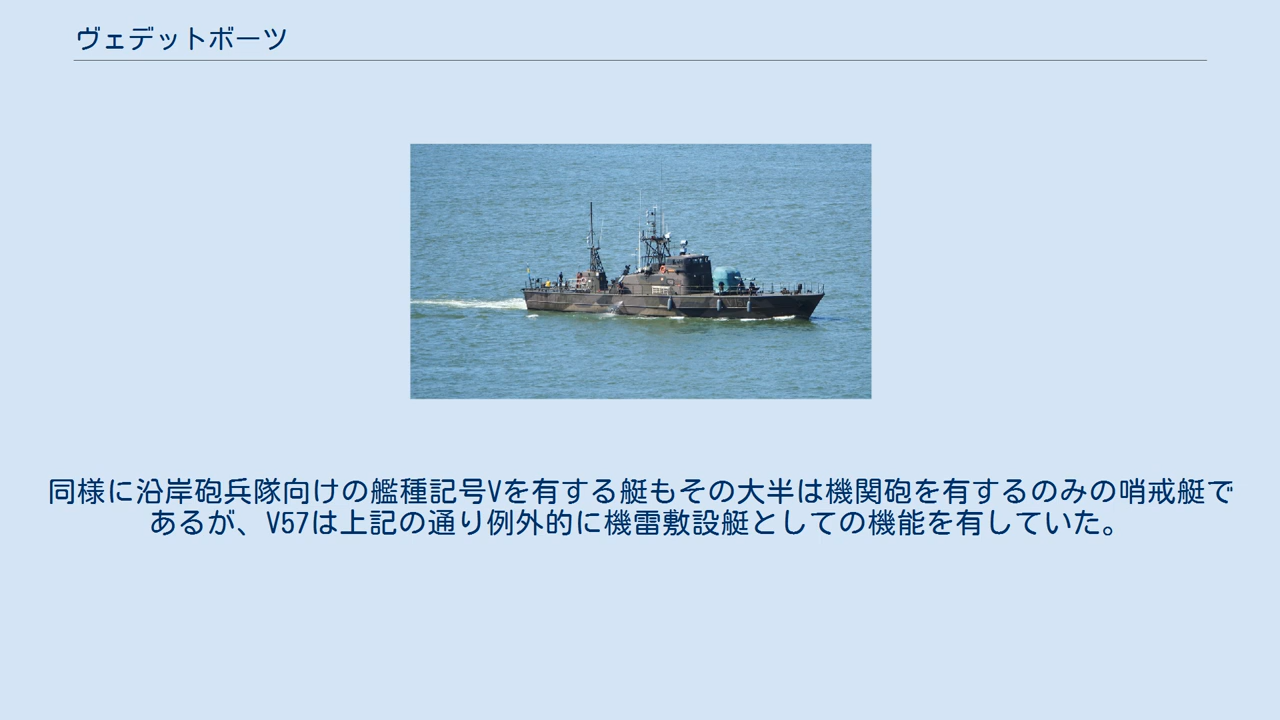 ヴェデットボーツ
同様に沿岸砲兵隊向けの艦種記号Vを有する艇もその大半は機関砲を有するのみの哨戒艇で
あるが、V57は上記の通り例外的に機雷敷設艇としての機能を有していた。